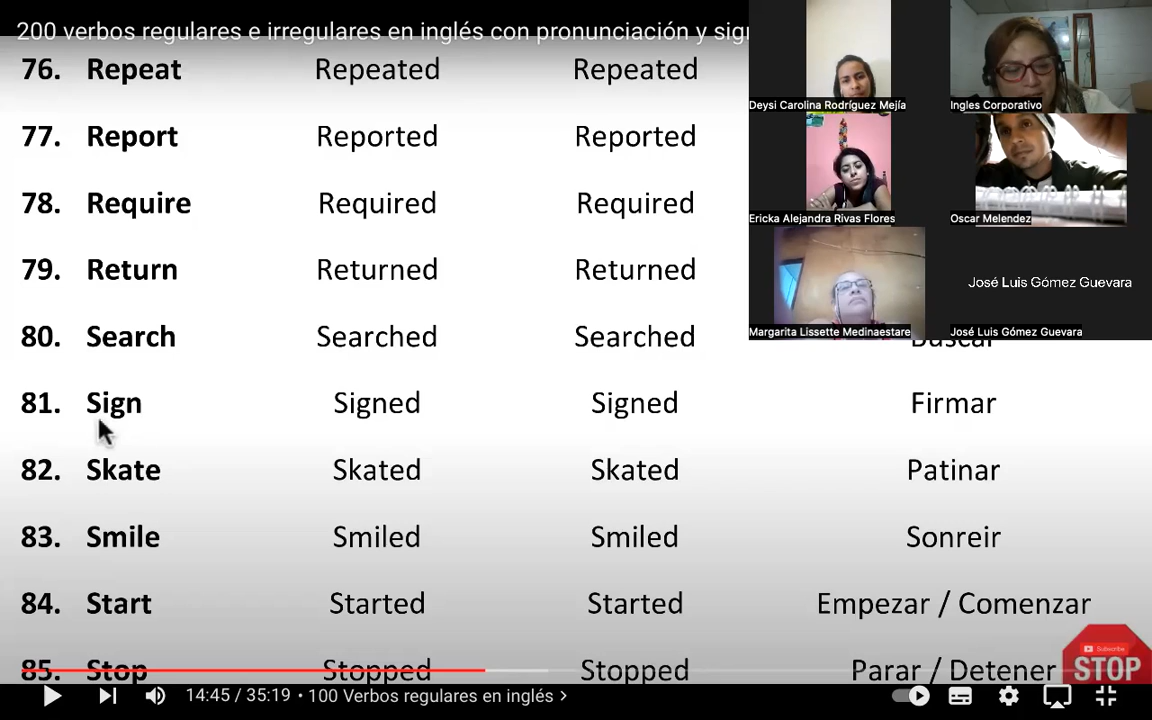 200 verbos regulares e irregulares en inglés con pronunciación y
76. Repeat Repeated Repeated
77. Report Reported Reported
78. Require Required Required
79. Return Returned Returned
80. Search Searched Searched Buscar
81. Sign Signed Signed Firmar
82. Skate Skated Skated Patinar
83. Smile Smiled Smiled Sonreir
84. Start Started Started Empezar / Comenzar
85. Stop Stopped Stopped Parar / Detener
Deysi Carolina Rodríguez Mejía
Ingles Corporativo
Ericka Alejandra Rivas Flores
Oscar Melendez
José Luis Gómez Guevara
Margarita Lissette Medinaestare
José Luis Gómez Guevara
Subscribe
STOP
14:45 / 35:19 • 100 Verbos regulares en inglés >